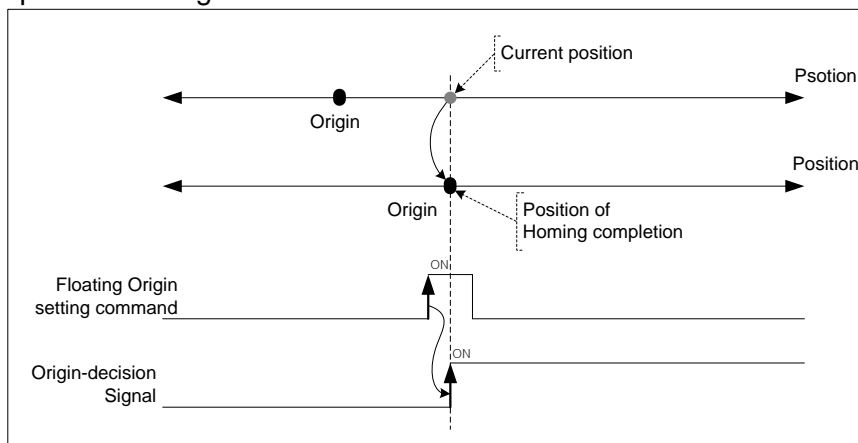 Current position
Psotion
Origin
Position
Origin
Position of
Homing completion
ON
Floating Origin
setting command
ON
Origin-decision
Signal